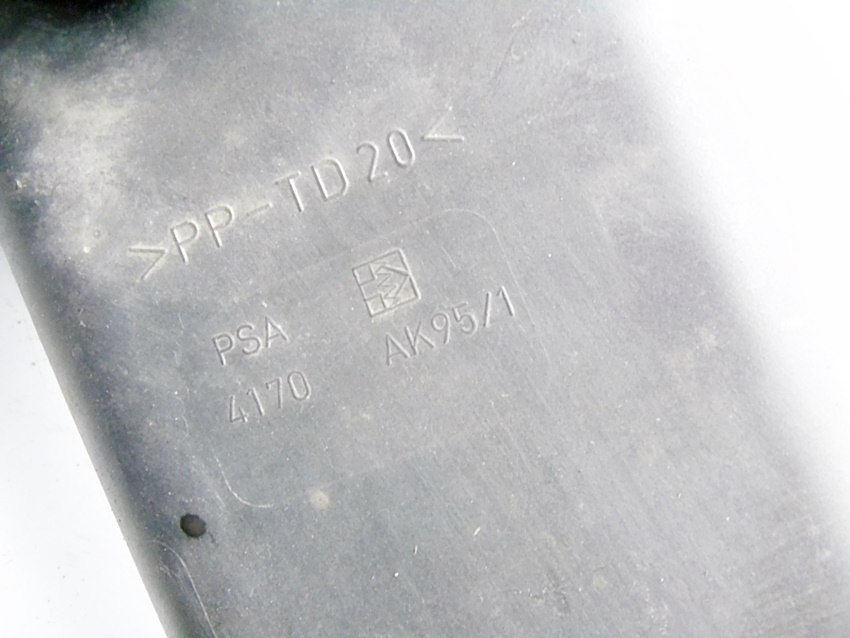 >PP-TD20<
PSA
4170
AK95/1